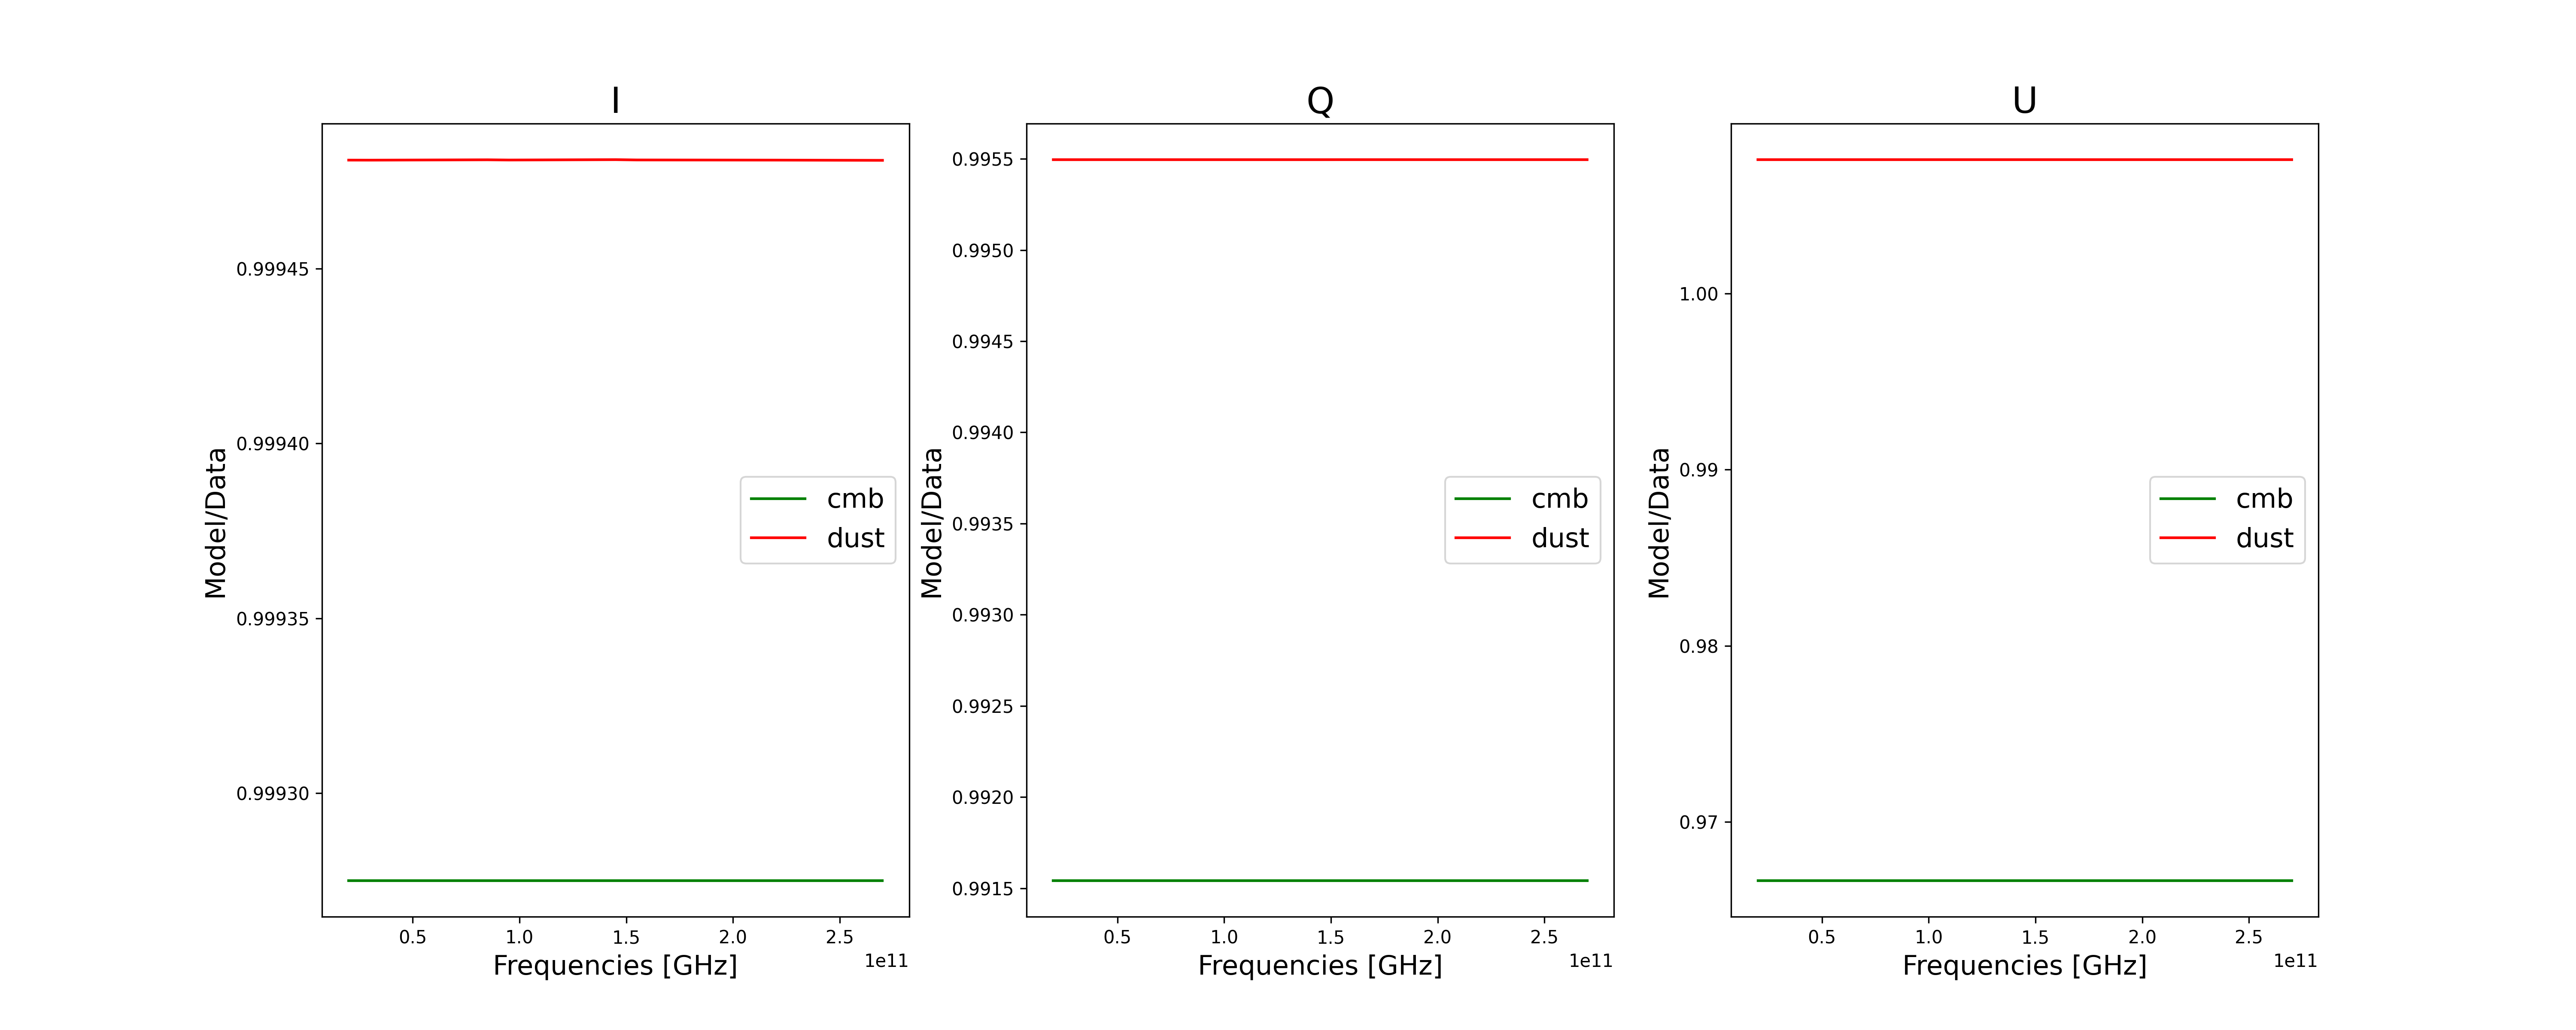 I
Model/Data
0.99945
0.99940
0.99935
0.99930
cmb
dust
0.5 1.0 1.5 2.0 2.5
Frequencies [GHz]
1e11
Q
Model/Data
0.9955
0.9950
0.9945
0.9940
0.9935
0.9930
0.9925
0.9920
0.9915
cmb
dust
0.5 1.0 1.5 2.0 2.5
Frequencies [GHz]
1e11
U
Model/Data
1.00
0.99
0.98
0.97
cmb
dust
0.5 1.0 1.5 2.0 2.5
Frequencies [GHz]
1e11